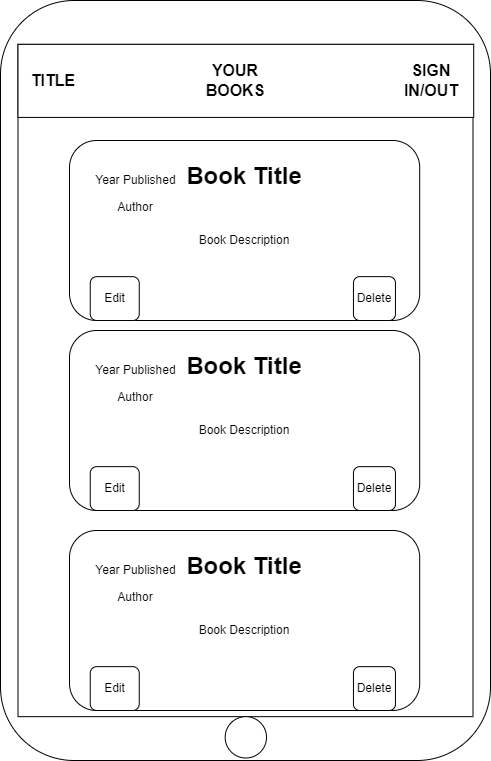 TITLE
YOUR
BOOKS
SIGN
IN/OUT
Year Published
Book Title
Author
Book Description
Edit
Delete
Year Published
Book Title
Author
Book Description
Edit
Delete
Year Published
Book Title
Author
Book Description
Edit
Delete